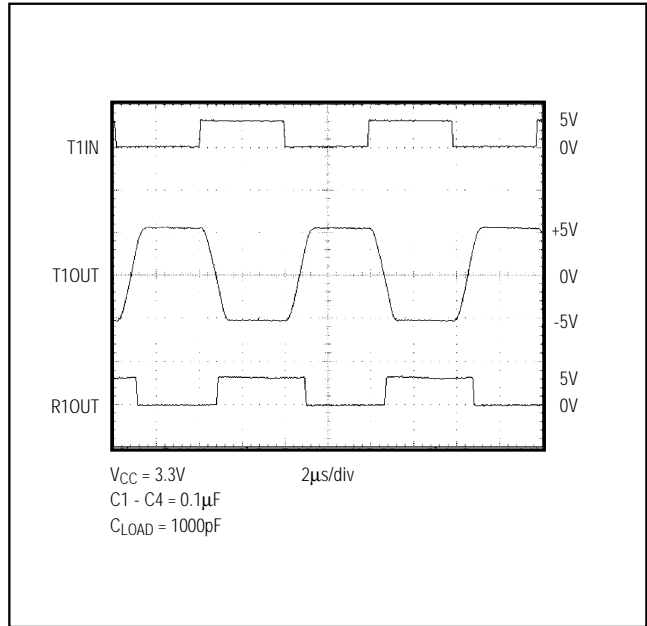 T1IN
5V
0V
T1OUT
+5V
0V
-5V
R1OUT
5V
0V
VCC = 3.3V
2μs/div
C1 - C4 = 0.1μF
CLOAD = 1000pF